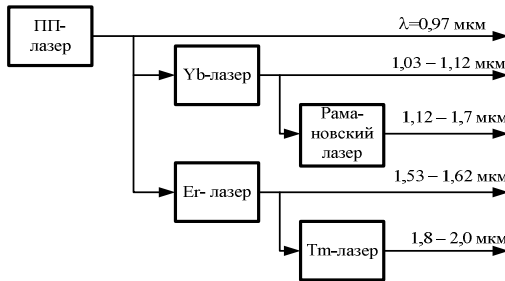 ПП-
лазер
λ=0,97 мкм
Yb-лазер
1,03 – 1,12 мкм
Рама-
новский
лазер
1,12 – 1,7 мкм
Er- лазер
1,53 – 1,62 мкм
Tm-лазер
1,8 – 2,0 мкм